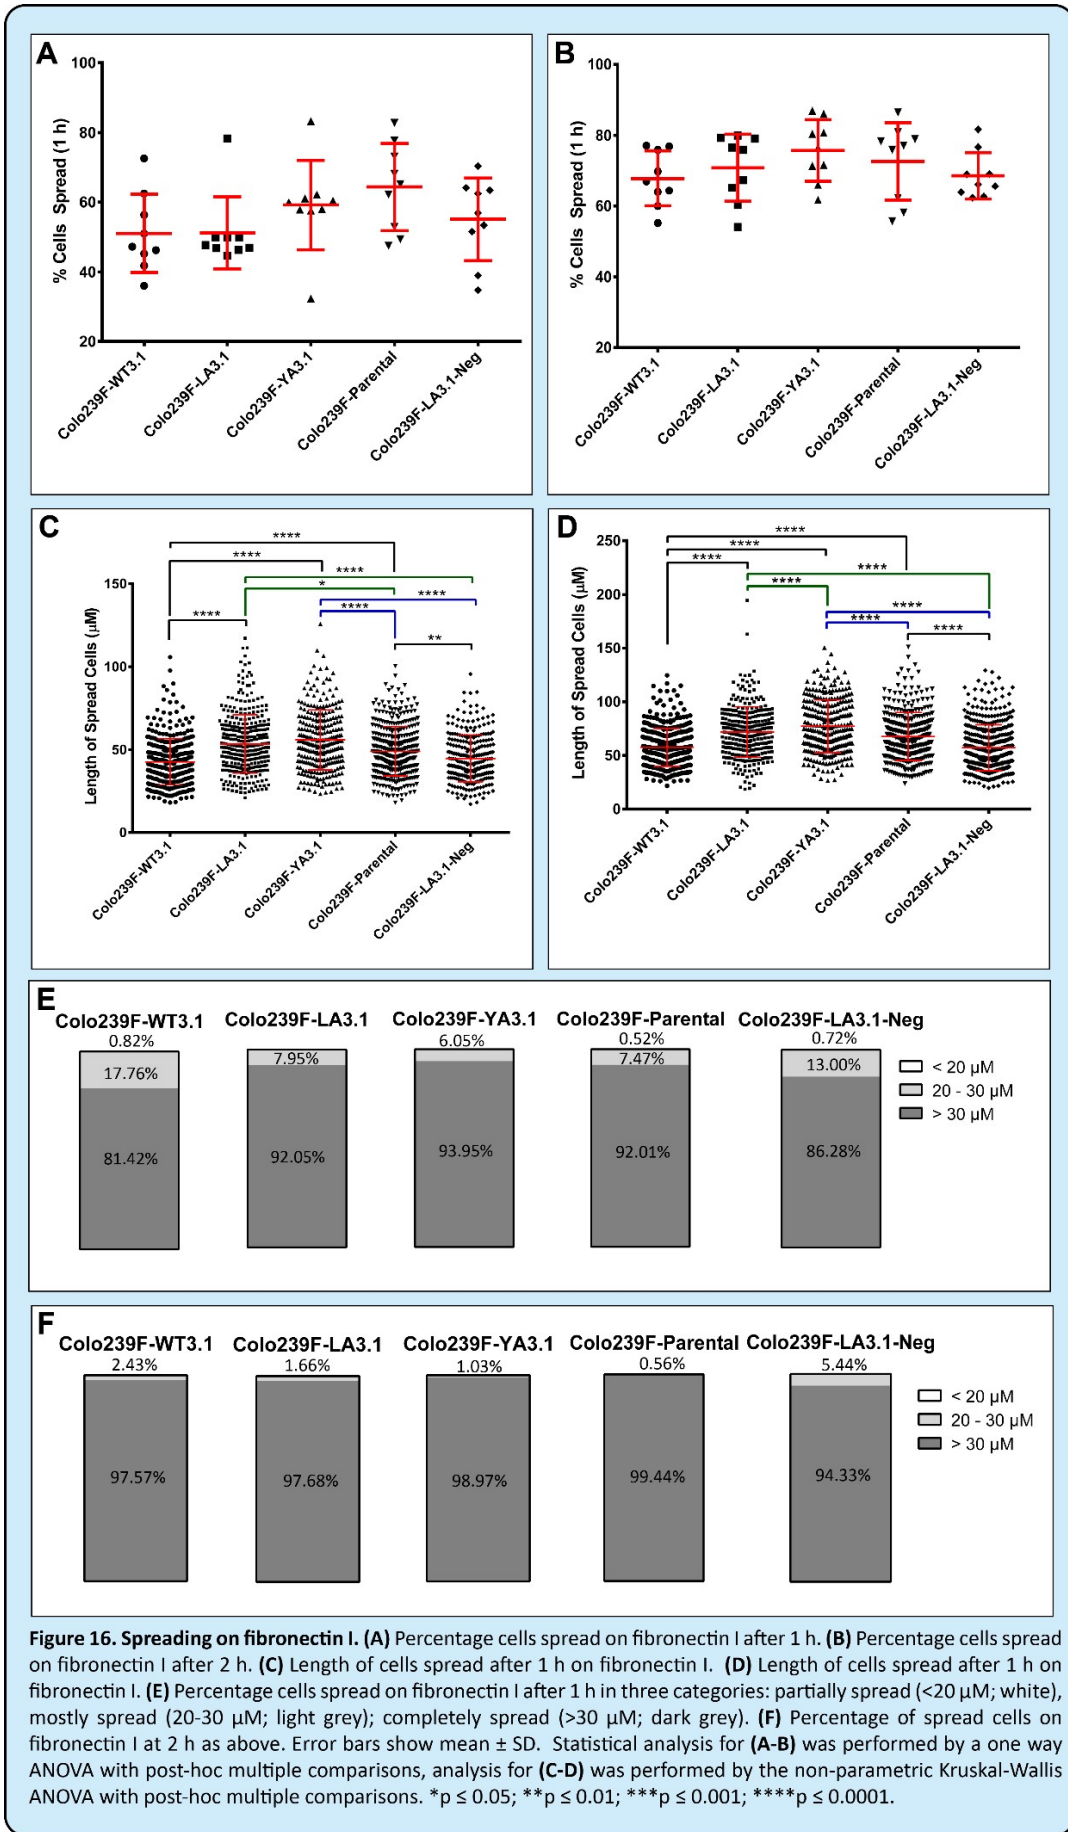 A
100
80
60
40
20
% Cells Spread (1 h)
Colo239F-WT3.1
Colo239F-LA3.1
Colo239F-YA3.1
Colo239F-Parental
Colo239F-LA3.1-Neg
B
100
80
60
40
20
% Cells Spread (1 h)
Colo239F-WT3.1
Colo239F-LA3.1
Colo239F-YA3.1
Colo239F-Parental
Colo239F-LA3.1-Neg
C
****
****
****
*
****
****
****
**
150
100
50
0
Length of Spread Cells (μM)
Colo239F-WT3.1
Colo239F-LA3.1
Colo239F-YA3.1
Colo239F-Parental
Colo239F-LA3.1-Neg
D
****
****
****
****
****
****
****
****
250
200
150
100
50
0
Length of Spread Cells (μM)
Colo239F-WT3.1
Colo239F-LA3.1
Colo239F-YA3.1
Colo239F-Parental
Colo239F-LA3.1-Neg
E
Colo239F-WT3.1 Colo239F-LA3.1 Colo239F-YA3.1 Colo239F-Parental Colo239F-LA3.1-Neg
0.82% 6.05% 0.52% 0.72%
17.76% 7.95% 7.47% 13.00%
81.42% 92.05% 93.95% 92.01% 86.28%
< 20 μM
20 - 30 μM
> 30 μM
F
Colo239F-WT3.1 Colo239F-LA3.1 Colo239F-YA3.1 Colo239F-Parental Colo239F-LA3.1-Neg
2.43% 1.66% 1.03% 0.56% 5.44%
97.57% 97.68% 98.97% 99.44% 94.33%
< 20 μM
20 - 30 μM
> 30 μM
Figure 16. Spreading on fibronectin I. (A) Percentage cells spread on fibronectin I after 1 h. (B) Percentage cells spread
on fibronectin I after 2 h. (C) Length of cells spread after 1 h on fibronectin I. (D) Length of cells spread after 1 h on
fibronectin I. (E) Percentage cells spread on fibronectin I after 1 h in three categories: partially spread (<20 μM; white),
mostly spread (20-30 μM; light grey); completely spread (>30 μM; dark grey). (F) Percentage of spread cells on
fibronectin I at 2 h as above. Error bars show mean ± SD. Statistical analysis for (A-B) was performed by a one way
ANOVA with post-hoc multiple comparisons, analysis for (C-D) was performed by the non-parametric Kruskal-Wallis
ANOVA with post-hoc multiple comparisons. *p ≤ 0.05; **p ≤ 0.01; ***p ≤ 0.001; ****p ≤ 0.0001.